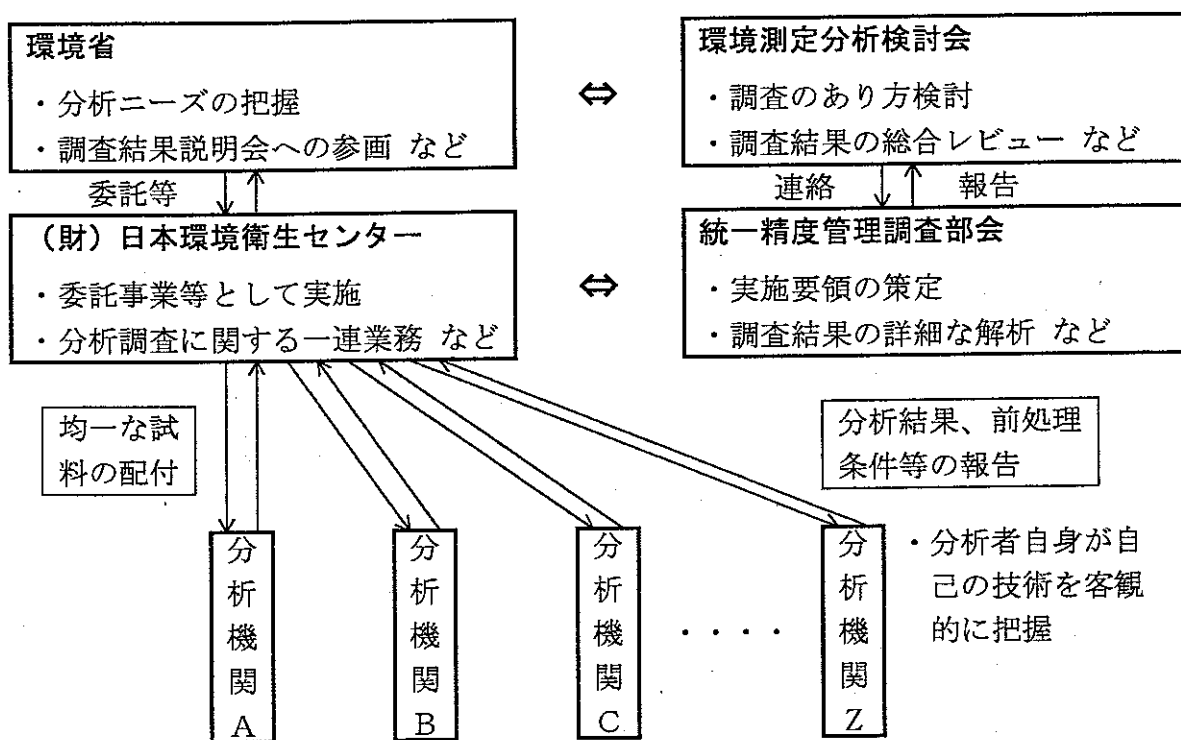 環境省
・分析ニーズの把握
・調査結果説明会への参画 など
⇔
環境測定分析検討会
・調査のあり方検討
・調査結果の総合レビュー など
委託等
連絡
報告
(財)日本環境衛生センター
・委託事業等として実施
・分析調査に関する一連業務 など
⇔
統一精度管理調査部会
・実施要領の策定
・調査結果の詳細な解析 など
均一な試
料の配付
分析結果、前処理
条件等の報告
分析機関A
分析機関B
分析機関C
・・・・
分析機関Z
・分析者自身が自
己の技術を客観
的に把握